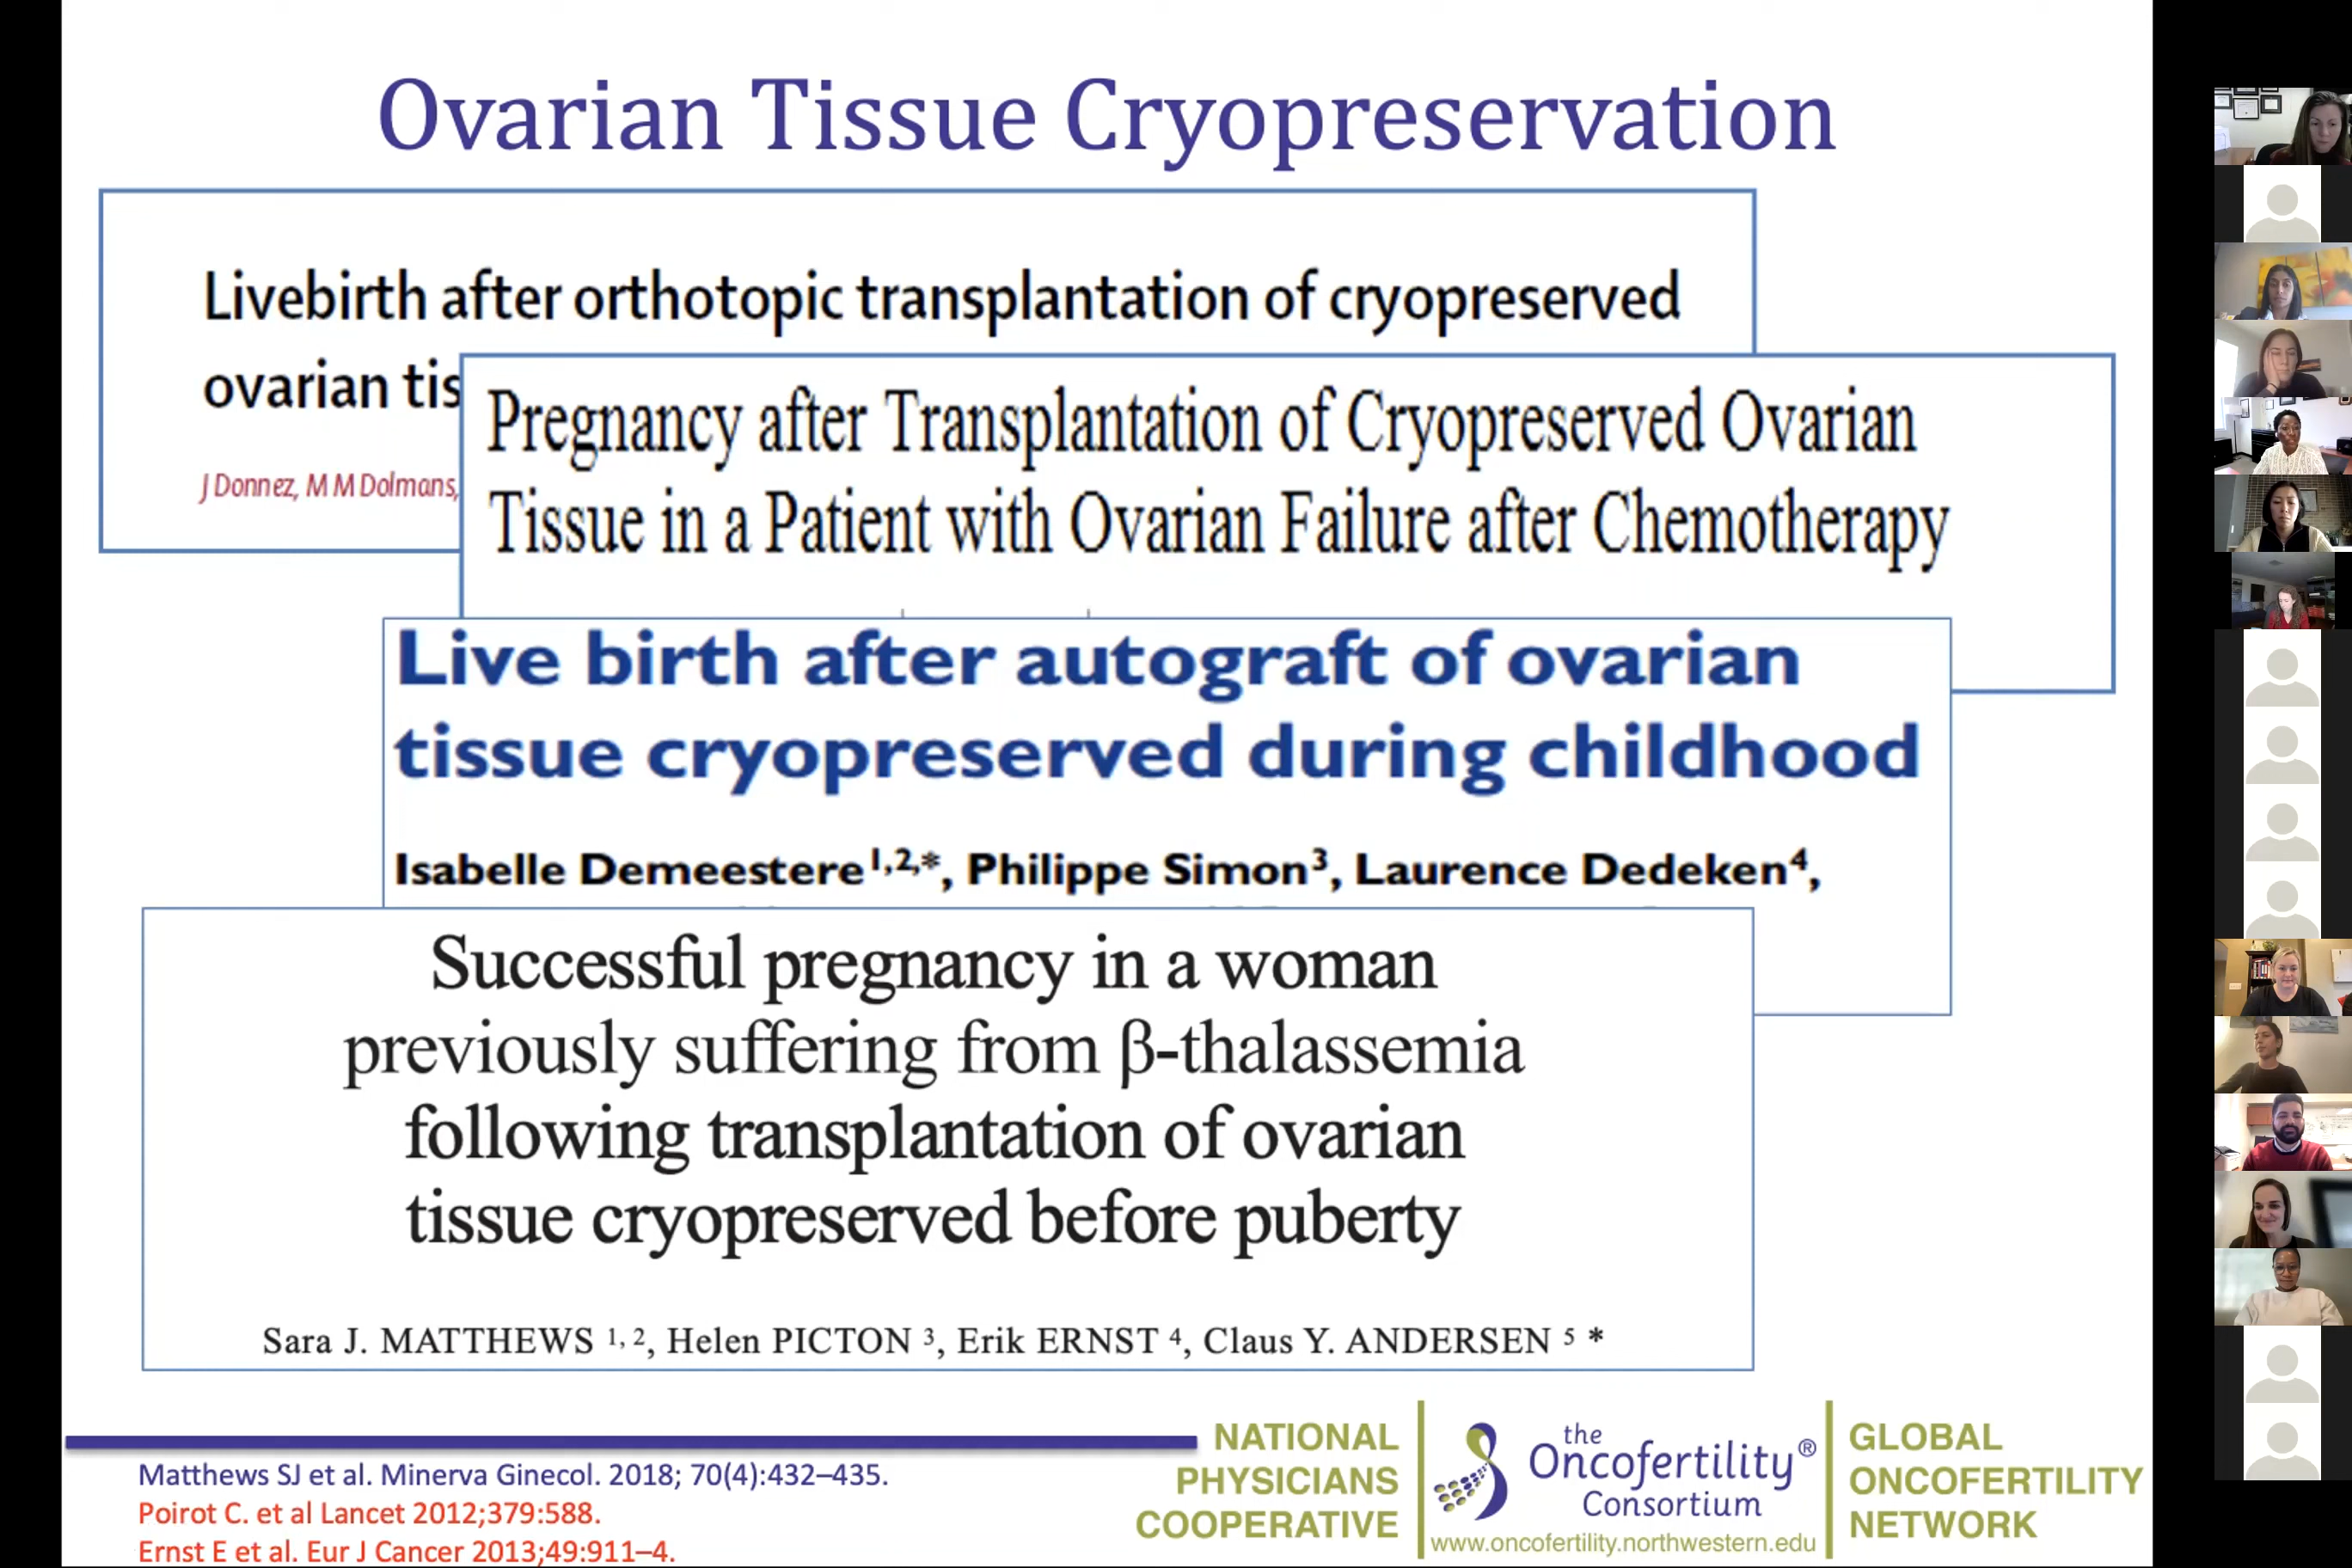 Ovarian Tissue Cryopreservation
Livebirth after orthotopic transplantation of cryopreserved
ovarian tis
J Donnez, M M Dolmans,
Pregnancy after Transplantation of Cryopreserved Ovarian
Tissue in a Patient with Ovarian Failure after Chemotherapy
Live birth after autograft of ovarian
tissue cryopreserved during childhood
Isabelle Demeestere1,2,*, Philippe Simon3, Laurence Dedeken4,
Successful pregnancy in a woman
previously suffering from β-thalassemia
following transplantation of ovarian
tissue cryopreserved before puberty
Sara J. MATTHEWS 1, 2, Helen PICTON 3, Erik ERNST 4, Claus Y. ANDERSEN 5 *
Matthews SJ et al. Minerva Ginecol. 2018; 70(4):432–435.
Poirot C. et al Lancet 2012;379:588.
Ernst E et al. Eur J Cancer 2013;49:911–4.
NATIONAL
PHYSICIANS
COOPERATIVE
the
Oncofertility®
Consortium
www.oncofertility.northwestern.edu
GLOBAL
ONCOFERTILITY
NETWORK